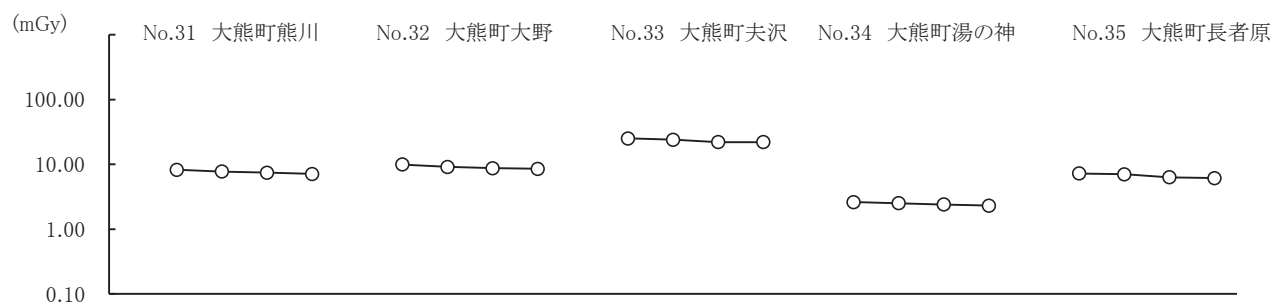 (mGy)
No.31 大熊町熊川
No.32 大熊町大野
No.33 大熊町夫沢
No.34 大熊町湯の神
No.35 大熊町長者原
100.00
10.00
1.00
0.10